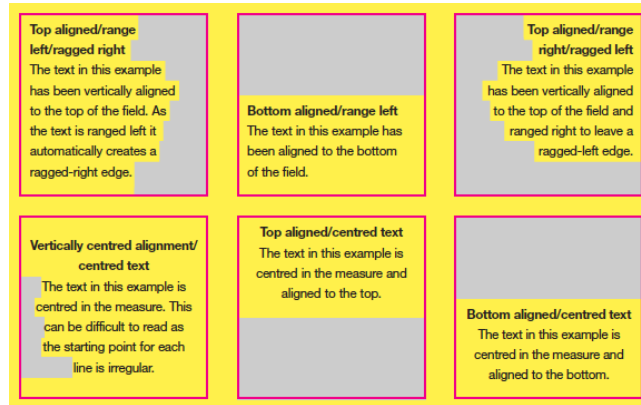 Top aligned/range
left/ragged right
The text in this example
has been vertically aligned
to the top of the field. As
the text is ranged left it
automatically creates a
ragged-right edge.
Bottom aligned/range left
The text in this example has
been aligned to the bottom
of the field.
Top aligned/range
right/ragged left
The text in this example
has been vertically aligned
to the top of the field and
ranged right to leave a
ragged-left edge.
Vertically centred alignment/
centred text
The text in this example is
centred in the measure. This
can be difficult to read as
the starting point for each
line is irregular.
Top aligned/centred text
The text in this example is
centred in the measure and
aligned to the top.
Bottom aligned/centred text
The text in this example is
centred in the measure and
aligned to the bottom.